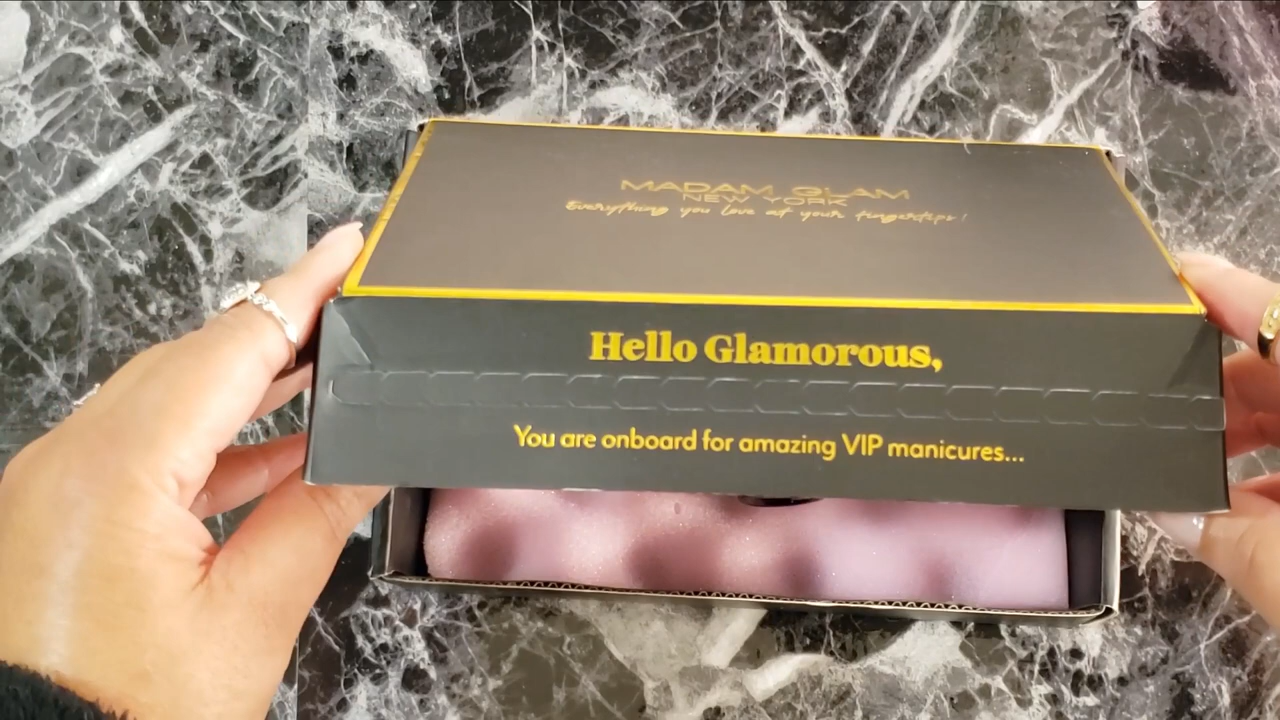 MADAM GLAM
NEW YORK
Everything you love at your fingertips!
Hello Glamorous,
You are onboard for amazing VIP manicures...